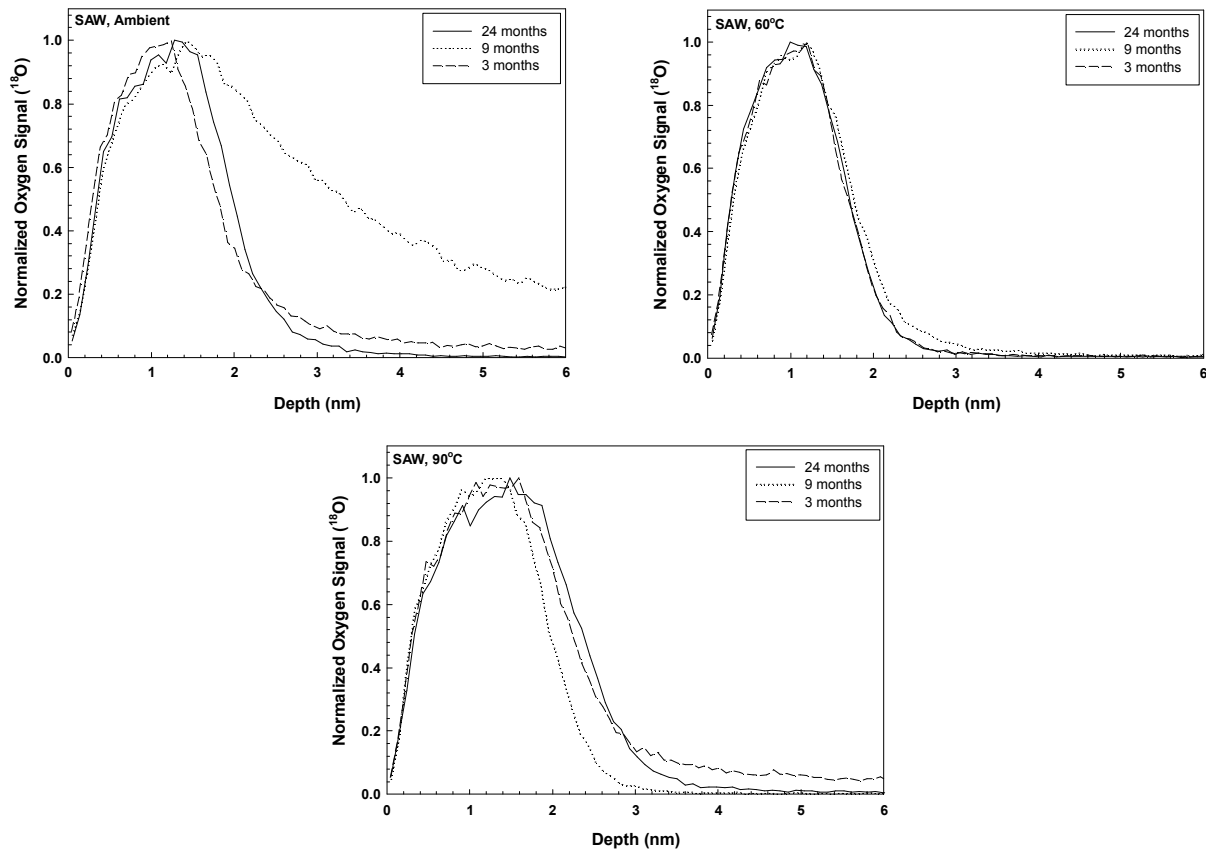 SAW, Ambient
24 months
9 months
3 months
Normalized Oxygen Signal (¹⁸O)
1.0
0.8
0.6
0.4
0.2
0.0
0 1 2 3 4 5 6
Depth (nm)
SAW, 60°C
24 months
9 months
3 months
Normalized Oxygen Signal (¹⁸O)
1.0
0.8
0.6
0.4
0.2
0.0
0 1 2 3 4 5 6
Depth (nm)
SAW, 90°C
24 months
9 months
3 months
Normalized Oxygen Signal (¹⁸O)
1.0
0.8
0.6
0.4
0.2
0.0
0 1 2 3 4 5 6
Depth (nm)